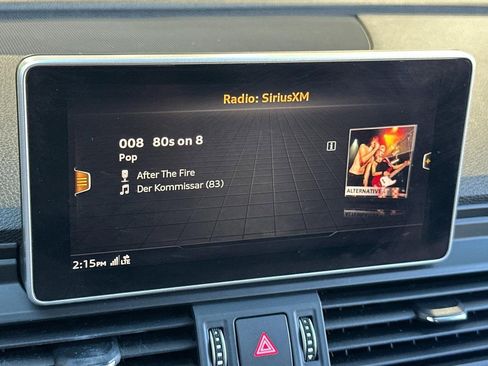 Radio: SiriusXM
008 80s on 8
Pop
After The Fire
Der Kommissar (83)
ALTERNATIVE
2:15PM LTE